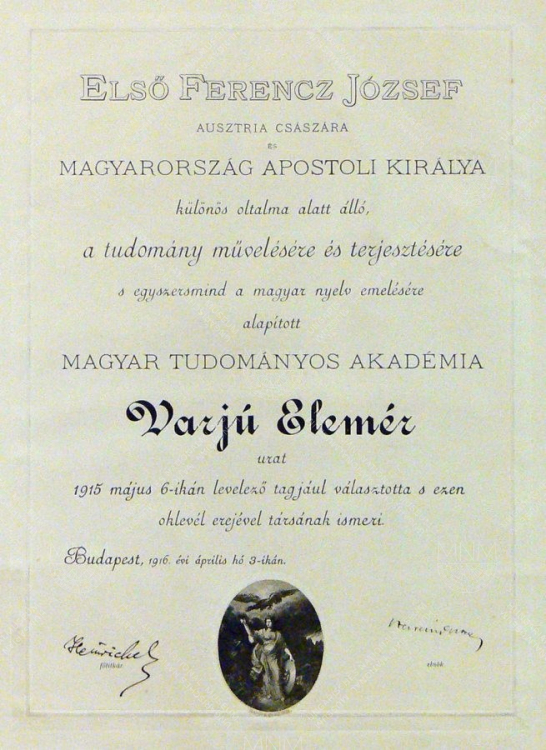 ELSŐ FERENCZ JÓZSEF
AUSZTRIA CSÁSZÁRA
ÉS
MAGYARORSZÁG APOSTOLI KIRÁLYA
különös oltalma alatt álló,
a tudomány művelésére és terjesztésére
s egyszersmind a magyar nyelv emelésére
alapított
MAGYAR TUDOMÁNYOS AKADÉMIA
Varjú Elemér
urat
1915 május 6-ikán levelező tagjául választotta s ezen
oklevél erejével társának ismeri.
Budapest, 1916. évi április hó 3-ikán.
főtitkár
elnök